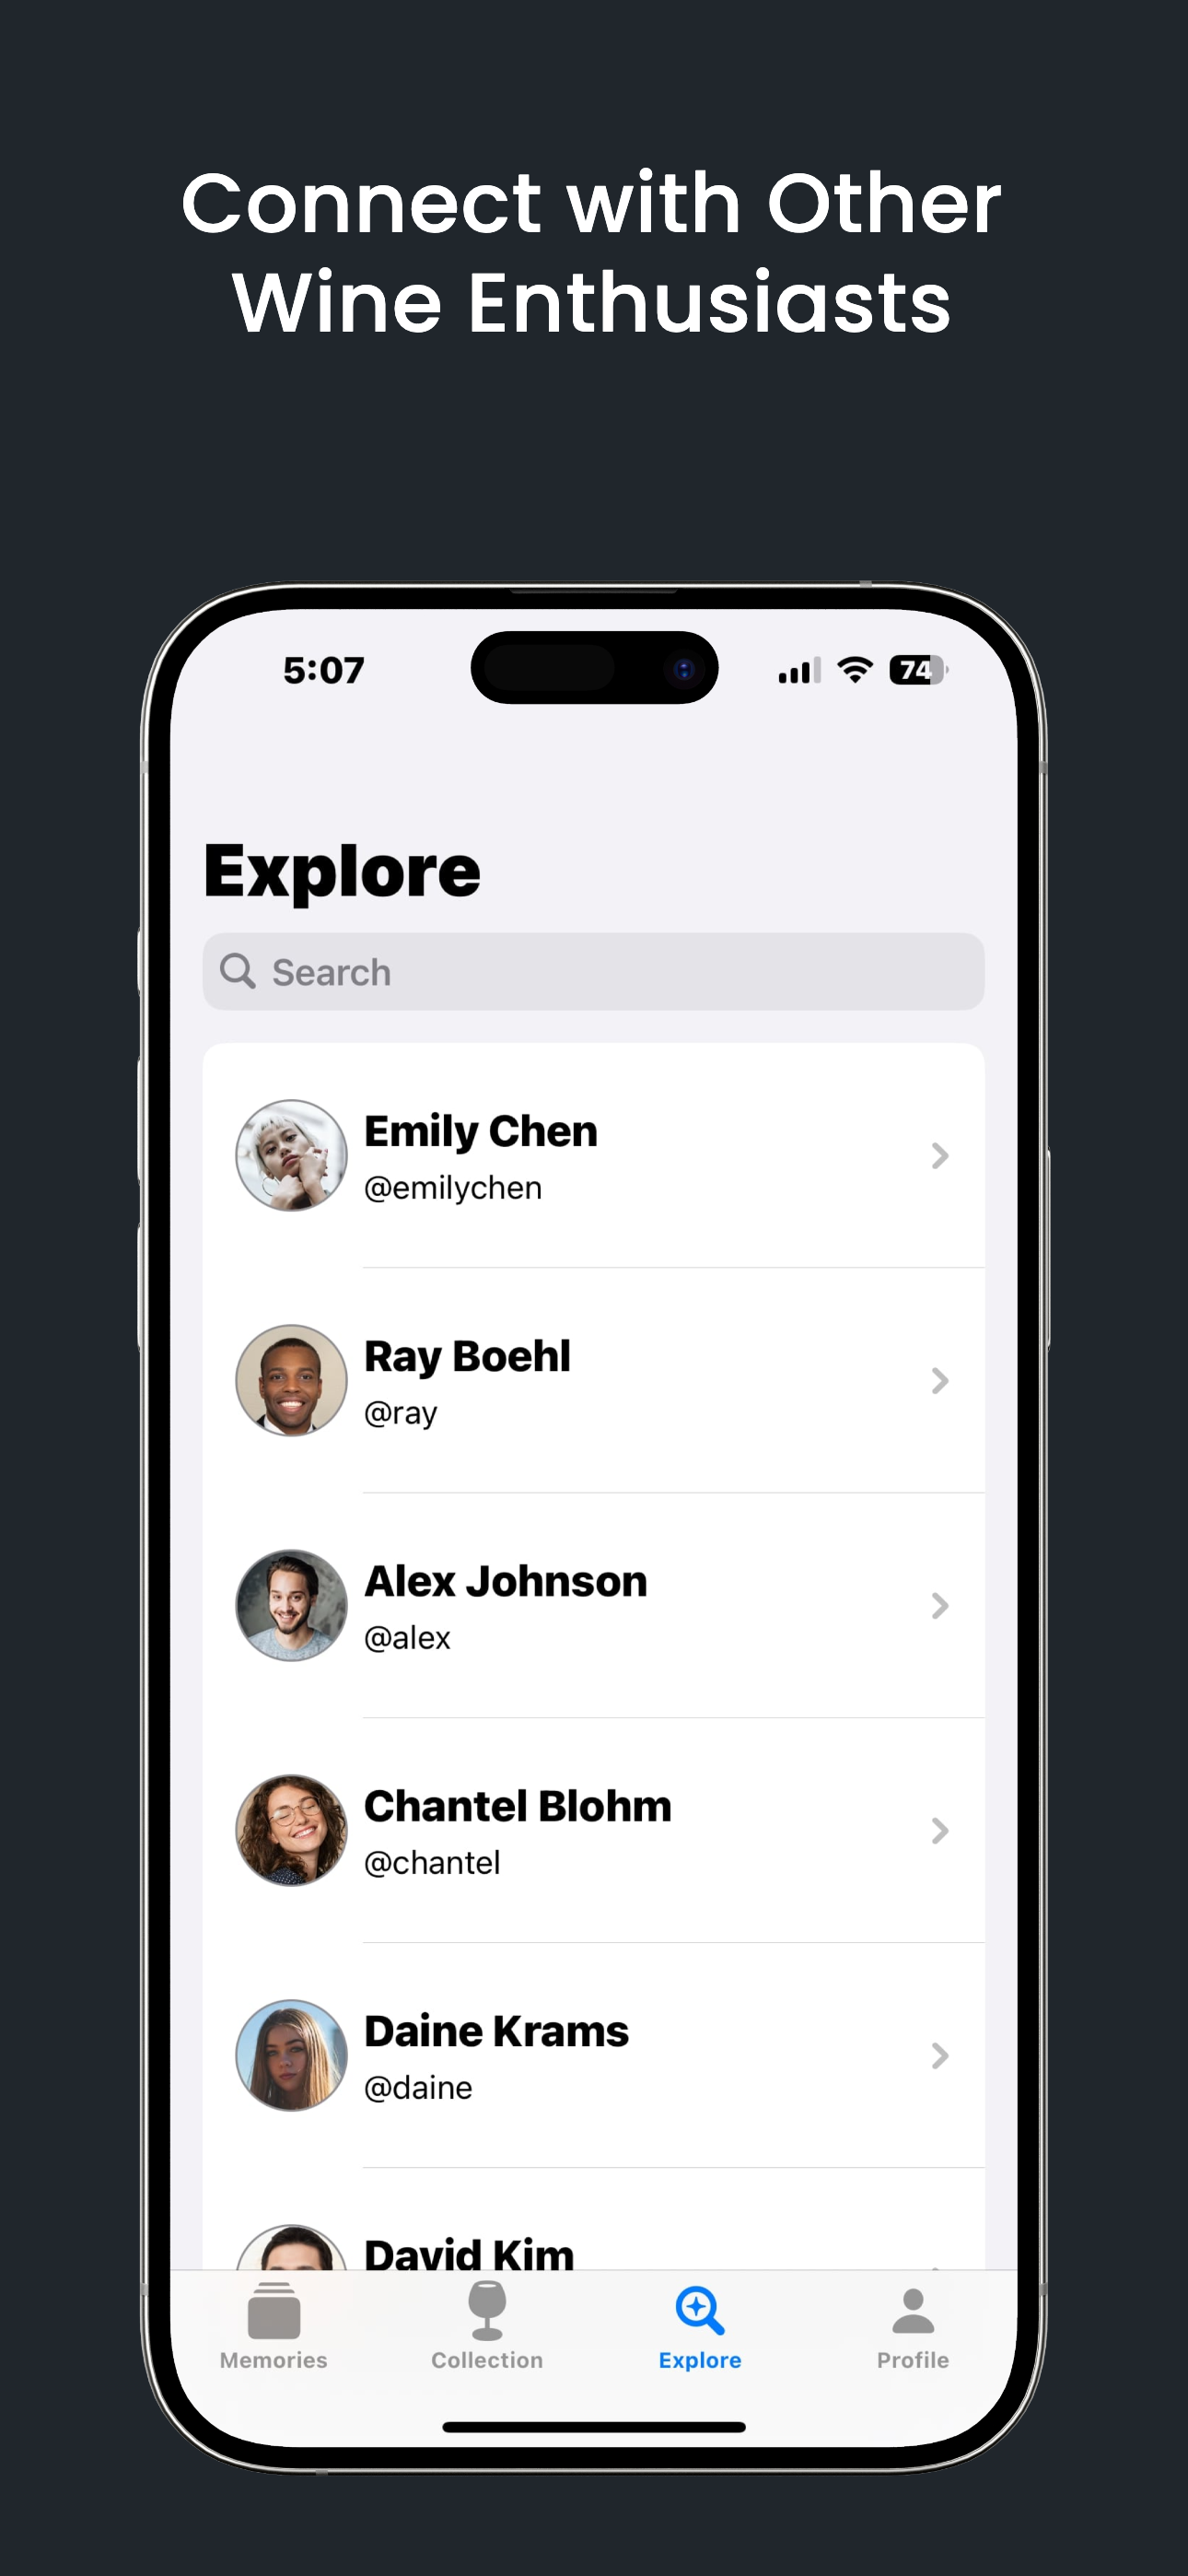 Connect with Other
Wine Enthusiasts
5:07
74
Explore
Search
Emily Chen
@emilychen
Ray Boehl
@ray
Alex Johnson
@alex
Chantel Blohm
@chantel
Daine Krams
@daine
David Kim
Memories
Collection
Explore
Profile